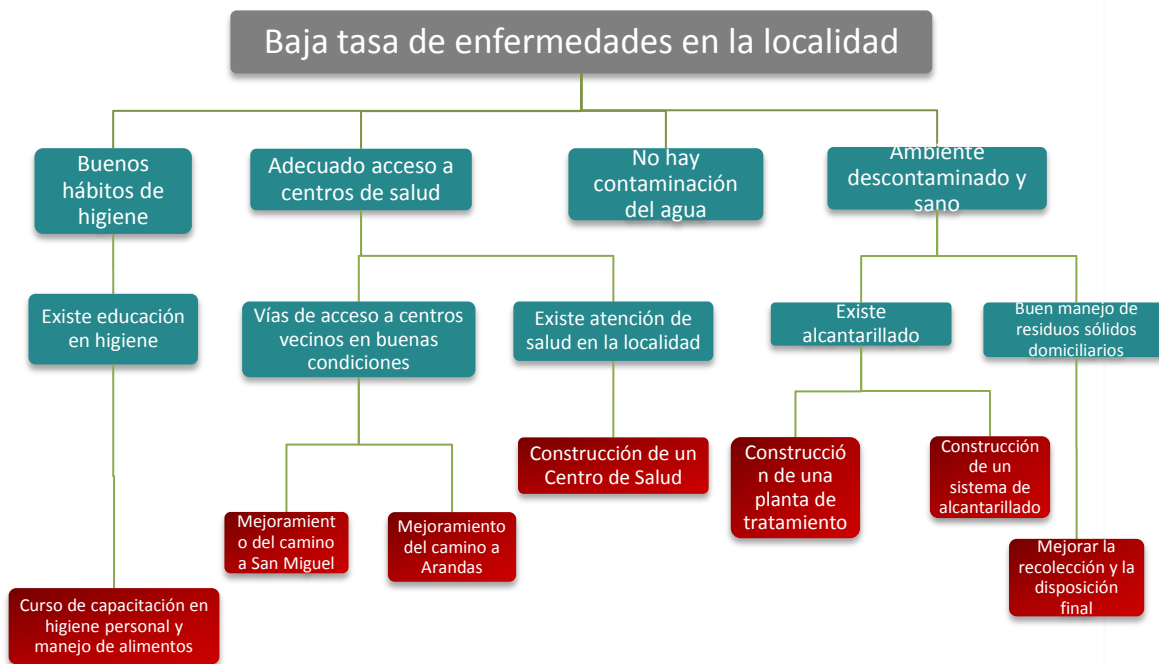 Baja tasa de enfermedades en la localidad
Buenos
hábitos de
higiene
Adecuado acceso a
centros de salud
No hay
contaminación
del agua
Ambiente
descontaminado y
sano
Existe educación
en higiene
Vías de acceso a centros
vecinos en buenas
condiciones
Existe atención de
salud en la localidad
Existe
alcantarillado
Buen manejo de
residuos sólidos
domiciliarios
Construcción de un
Centro de Salud
Construcció
n de una
planta de
tratamiento
Construcción
de un
sistema de
alcantarillado
Mejoramient
o del camino
a San Miguel
Mejoramiento
del camino a
Arandas
Mejorar la
recolección y la
disposición
final
Curso de capacitación en
higiene personal y
manejo de alimentos